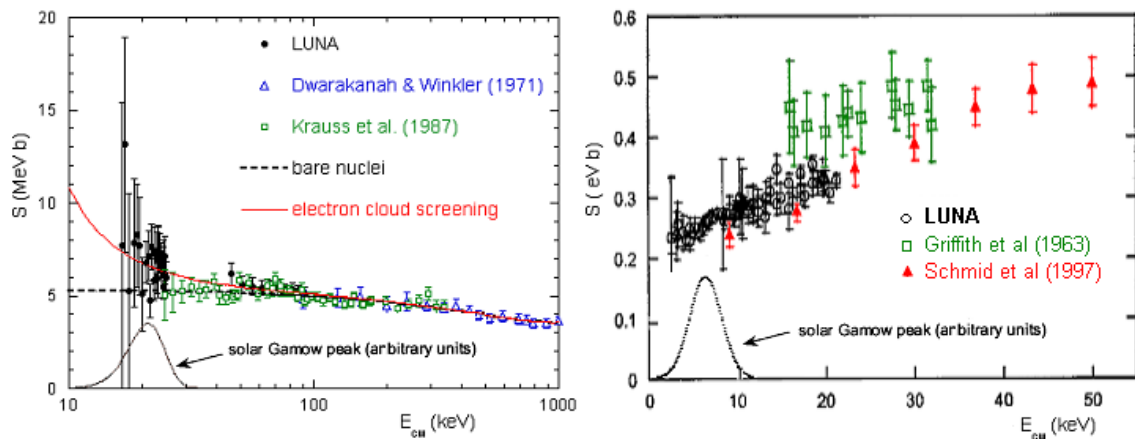 20
15
10
5
0
S (MeV b)
LUNA
Dwarakanah & Winkler (1971)
Krauss et al. (1987)
bare nuclei
electron cloud screening
solar Gamow peak (arbitrary units)
10
100
1000
E_cm (keV)
0.6
0.5
0.4
0.3
0.2
0.1
0
S ( eV b)
LUNA
Griffith et al (1963)
Schmid et al (1997)
solar Gamow peak (arbitrary units)
0
10
20
30
40
50
E_cm (keV)